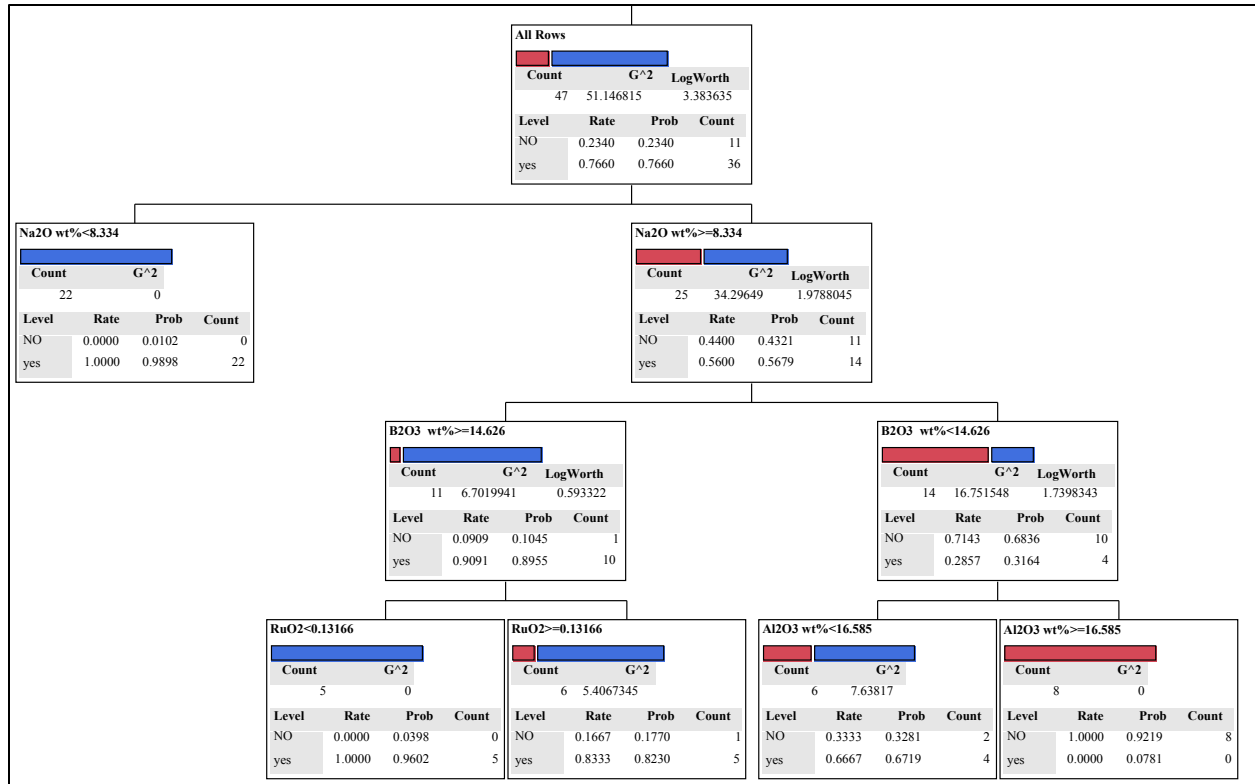 All Rows
Count G^2 LogWorth
47 51.146815 3.383635
Level Rate Prob Count
NO 0.2340 0.2340 11
yes 0.7660 0.7660 36
Na2O wt%<8.334
Count G^2
22 0
Level Rate Prob Count
NO 0.0000 0.0102 0
yes 1.0000 0.9898 22
Na2O wt%>=8.334
Count G^2 LogWorth
25 34.29649 1.9788045
Level Rate Prob Count
NO 0.4400 0.4321 11
yes 0.5600 0.5679 14
B2O3 wt%>=14.626
Count G^2 LogWorth
11 6.7019941 0.593322
Level Rate Prob Count
NO 0.0909 0.1045 1
yes 0.9091 0.8955 10
B2O3 wt%<14.626
Count G^2 LogWorth
14 16.751548 1.7398343
Level Rate Prob Count
NO 0.7143 0.6836 10
yes 0.2857 0.3164 4
RuO2<0.13166
Count G^2
5 0
Level Rate Prob Count
NO 0.0000 0.0398 0
yes 1.0000 0.9602 5
RuO2>=0.13166
Count G^2
6 5.4067345
Level Rate Prob Count
NO 0.1667 0.1770 1
yes 0.8333 0.8230 5
Al2O3 wt%<16.585
Count G^2
6 7.63817
Level Rate Prob Count
NO 0.3333 0.3281 2
yes 0.6667 0.6719 4
Al2O3 wt%>=16.585
Count G^2
8 0
Level Rate Prob Count
NO 1.0000 0.9219 8
yes 0.0000 0.0781 0